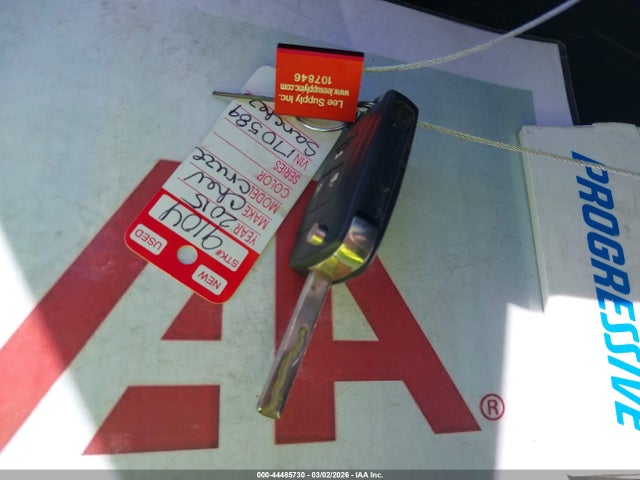 Lee Supply Inc.
www.leesupplyinc.com
107846
NEW
USED
STK# 9104
YEAR 2015
MAKE Chev
MODEL Cruze
COLOR
SERIES
VIN 170589
IAA
®
PROGRESSIVE
000-44485730 - 03/02/2026 - IAA Inc.